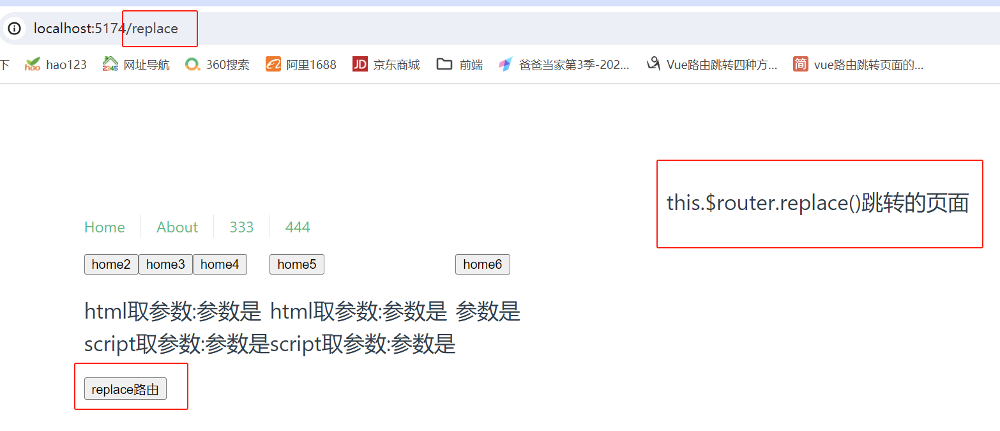 localhost:5174/replace
下 hao123 网址导航 360搜索 阿里1688 京东商城 前端 爸爸当家第3季-202... Vue路由跳转四种方... 简 vue路由跳转页面的...
this.$router.replace()跳转的页面
Home About 333 444
home2 home3 home4 home5 home6
html取参数:参数是 html取参数:参数是 参数是
script取参数:参数是script取参数:参数是
replace路由